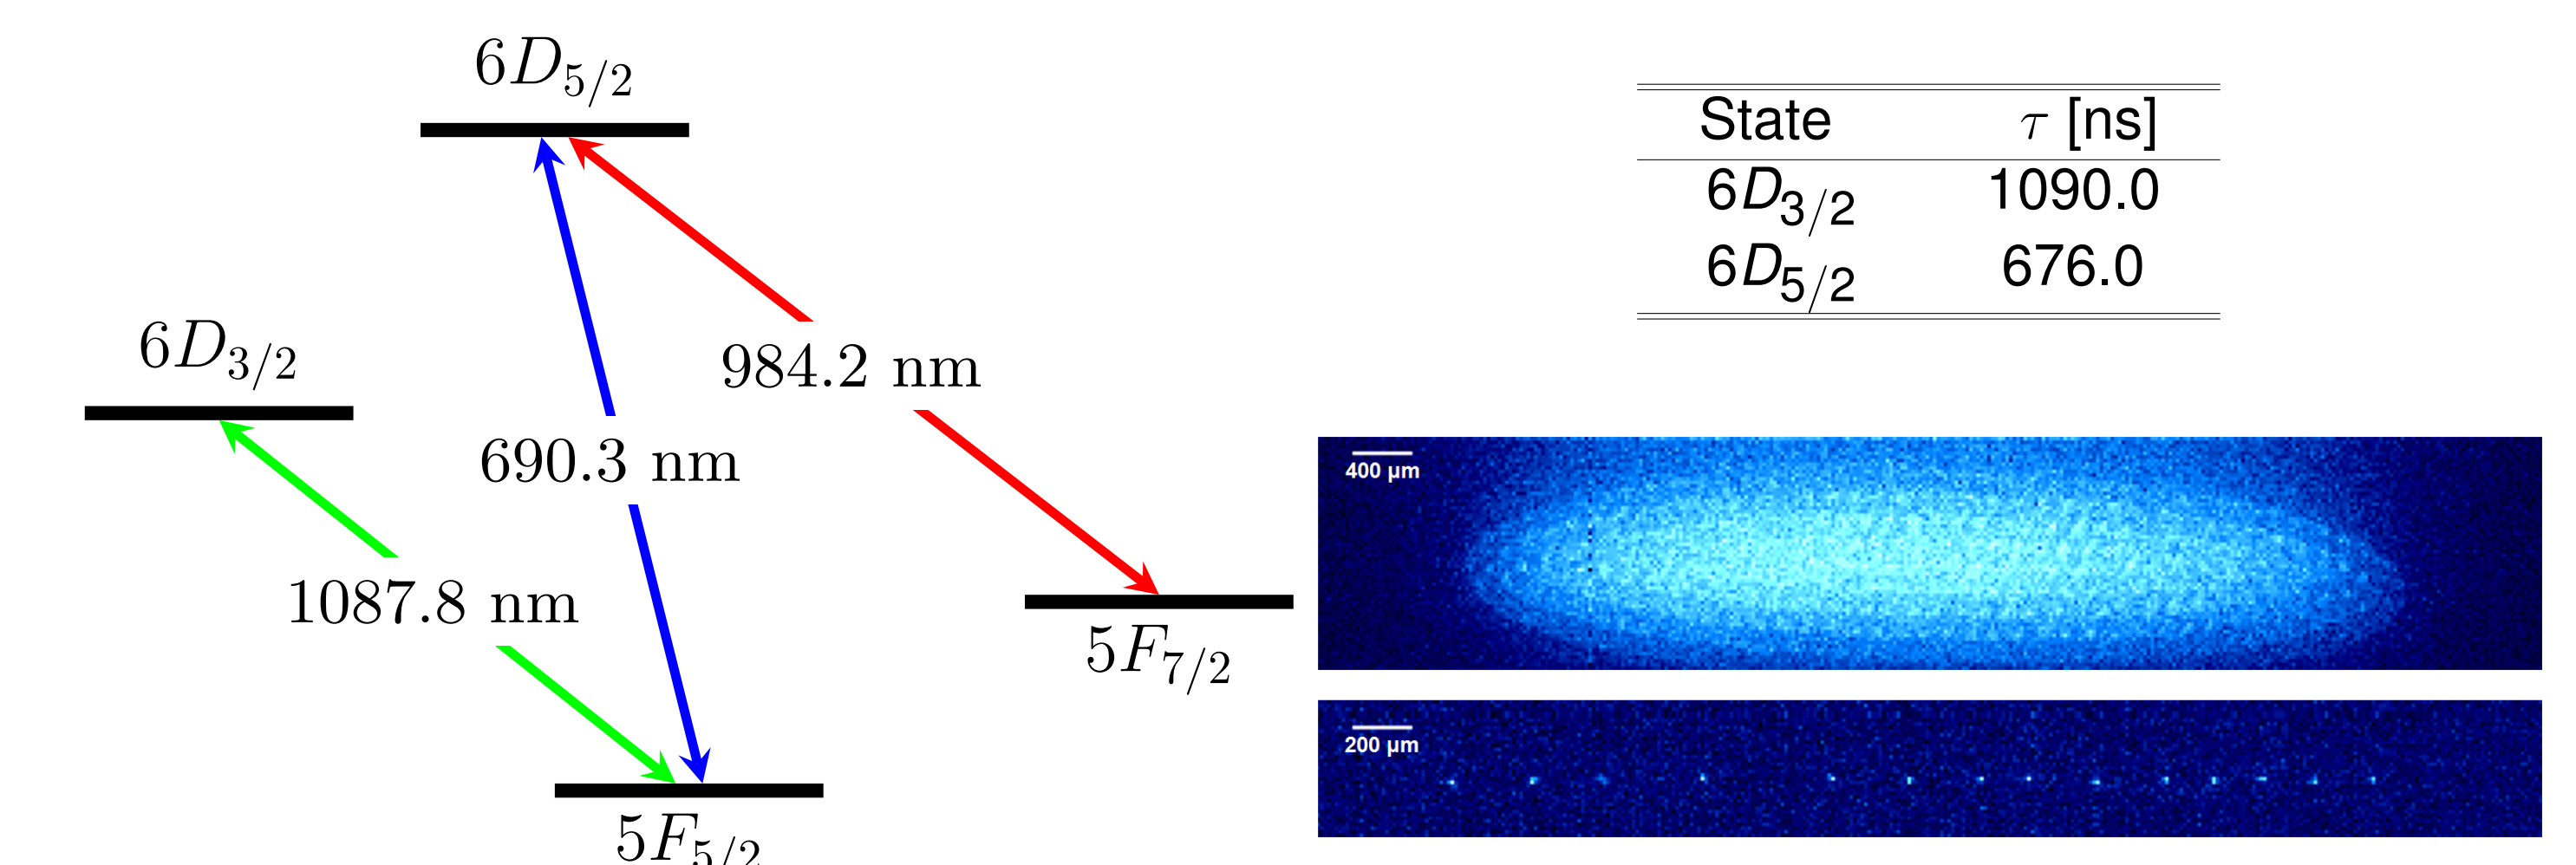 6D5/2
6D3/2
984.2 nm
690.3 nm
1087.8 nm
5F7/2
5F5/2
State τ [ns]
6D3/2 1090.0
6D5/2 676.0
400 µm
200 µm